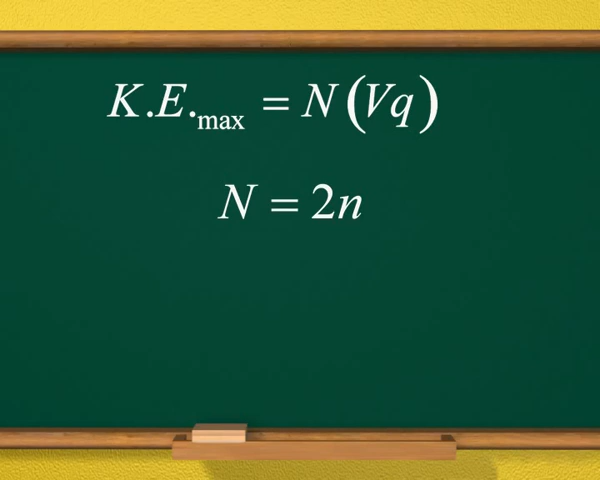 K.E.max = N(Vq)
N = 2n